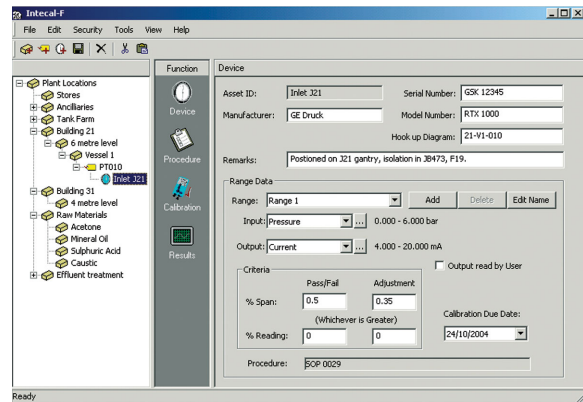 Intecal-F
File Edit Security Tools View Help
Function
Device
Plant Locations
Stores
Ancilliaries
Tank Farm
Building 21
6 metre level
Vessel 1
PT010
Inlet J21
Building 31
4 metre level
Raw Materials
Acetone
Mineral Oil
Sulphuric Acid
Caustic
Effluent treatment
Device
Procedure
Calibration
Results
Asset ID: Inlet J21 Serial Number: GSK 12345
Manufacturer: GE Druck Model Number: RTX 1000
Hook up Diagram: 21-V1-010
Remarks: Postioned on J21 gantry, isolation in JB473, F19.
Range Data
Range: Range 1 Add Delete Edit Name
Input: Pressure ... 0.000 - 6.000 bar
Output: Current ... 4.000 - 20.000 mA
Criteria
Output read by User
Pass/Fail Adjustment
% Span: 0.5 0.35
(Whichever is Greater)
% Reading: 0 0
Calibration Due Date:
24/10/2004
Procedure: SOP 0029
Ready